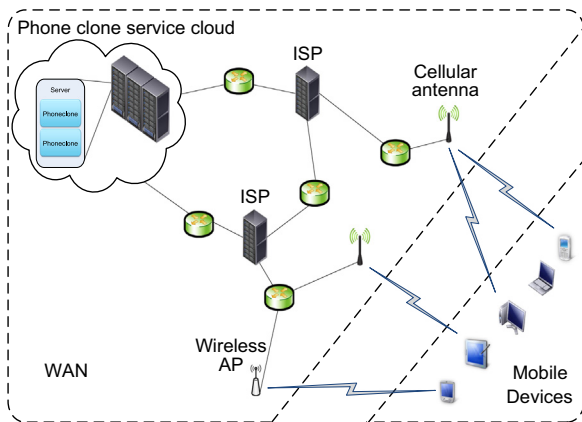 Phone clone service cloud
ISP
Cellular
antenna
Server
Phoneclone
Phoneclone
ISP
Wireless
AP
WAN
Mobile
Devices